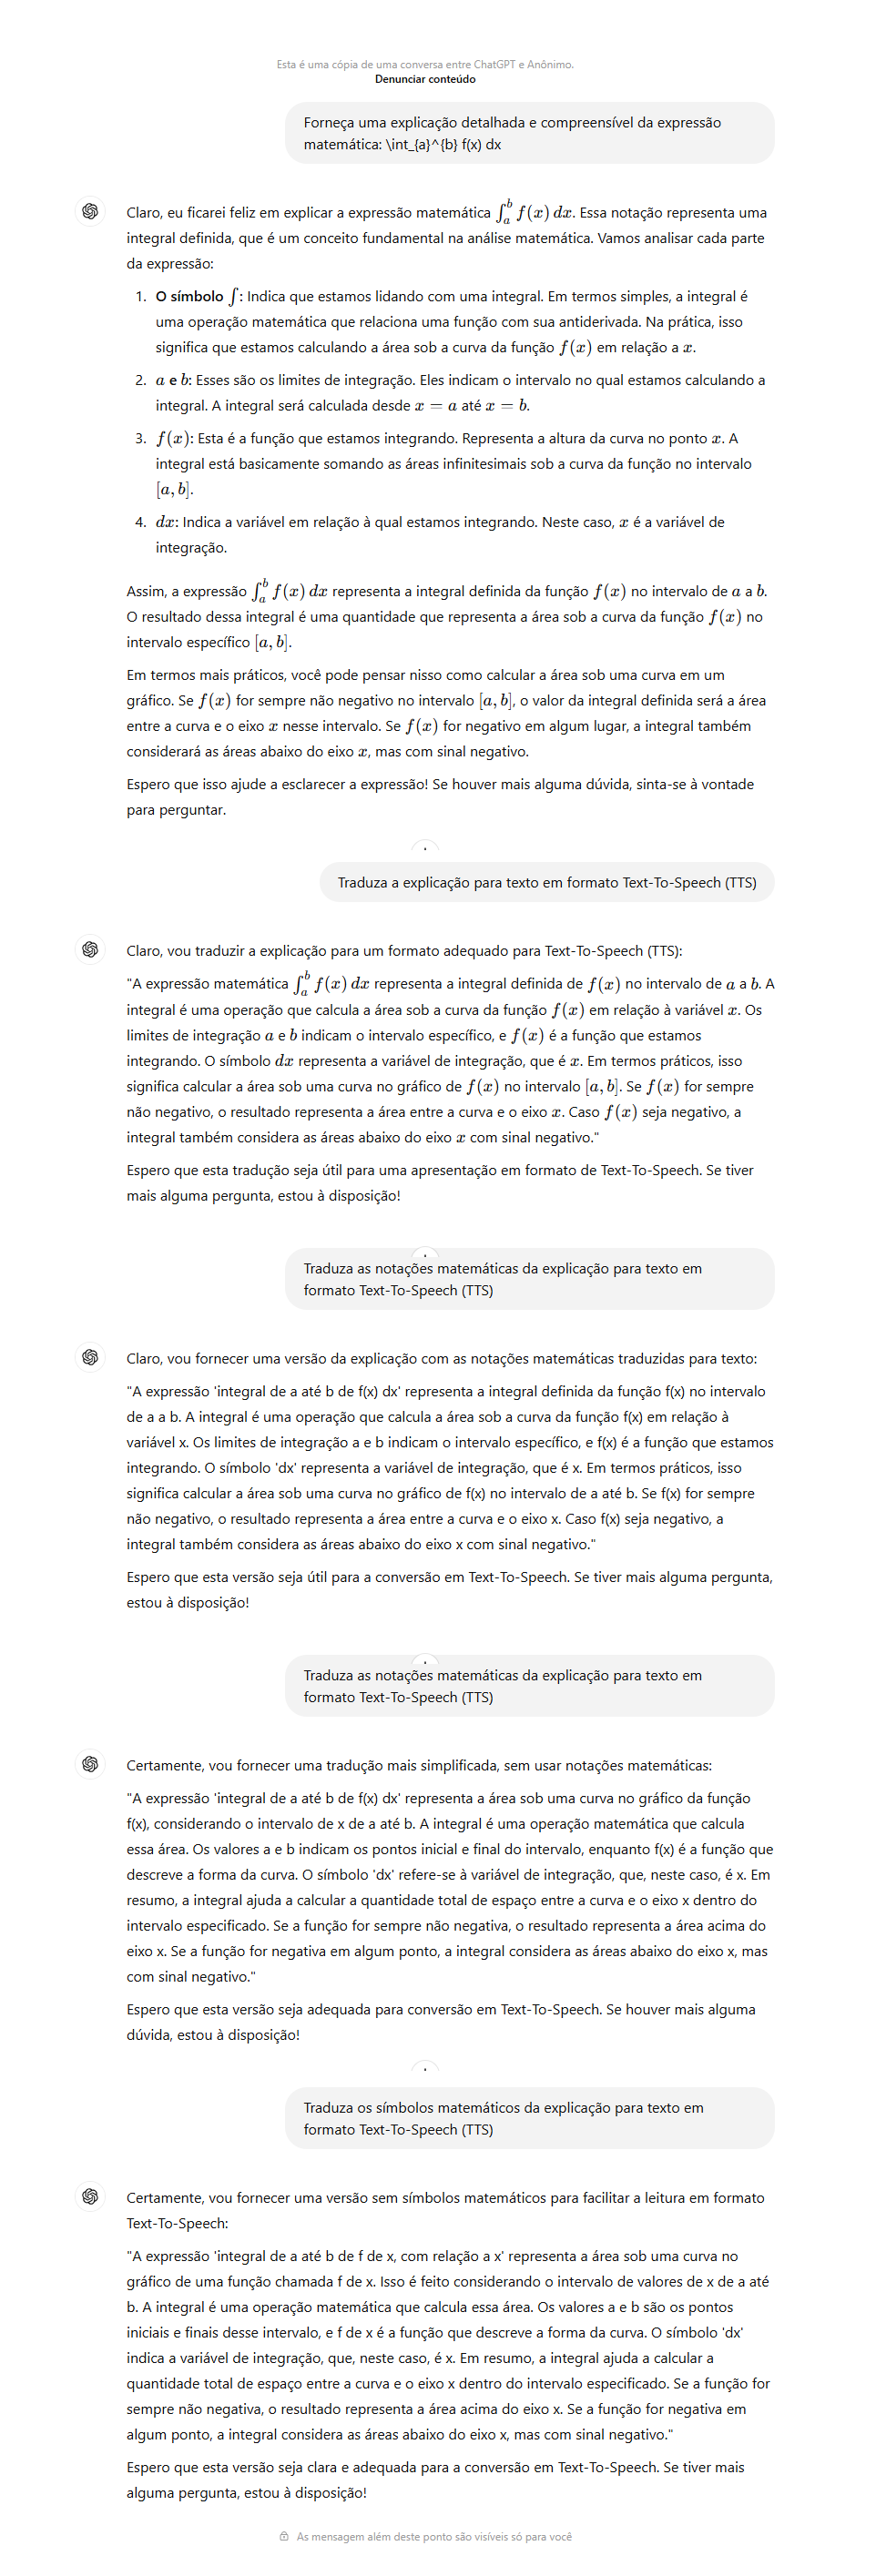 Esta é uma cópia de uma conversa entre ChatGPT e Anônimo.
Denunciar conteúdo
Forneça uma explicação detalhada e compreensível da expressão
matemática: \int_{a}^{b} f(x) dx
Claro, eu ficarei feliz em explicar a expressão matemática ∫_a^b f(x) dx. Essa notação representa uma
integral definida, que é um conceito fundamental na análise matemática. Vamos analisar cada parte
da expressão:
1. O símbolo ∫: Indica que estamos lidando com uma integral. Em termos simples, a integral é
uma operação matemática que relaciona uma função com sua antiderivada. Na prática, isso
significa que estamos calculando a área sob a curva da função f(x) em relação a x.
2. a e b: Esses são os limites de integração. Eles indicam o intervalo no qual estamos calculando a
integral. A integral será calculada desde x = a até x = b.
3. f(x): Esta é a função que estamos integrando. Representa a altura da curva no ponto x. A
integral está basicamente somando as áreas infinitesimais sob a curva da função no intervalo
[a, b].
4. dx: Indica a variável em relação à qual estamos integrando. Neste caso, x é a variável de
integração.
Assim, a expressão ∫_a^b f(x) dx representa a integral definida da função f(x) no intervalo de a a b.
O resultado dessa integral é uma quantidade que representa a área sob a curva da função f(x) no
intervalo específico [a, b].
Em termos mais práticos, você pode pensar nisso como calcular a área sob uma curva em um
gráfico. Se f(x) for sempre não negativo no intervalo [a, b], o valor da integral definida será a área
entre a curva e o eixo x nesse intervalo. Se f(x) for negativo em algum lugar, a integral também
considerará as áreas abaixo do eixo x, mas com sinal negativo.
Espero que isso ajude a esclarecer a expressão! Se houver mais alguma dúvida, sinta-se à vontade
para perguntar.
Traduza a explicação para texto em formato Text-To-Speech (TTS)
Claro, vou traduzir a explicação para um formato adequado para Text-To-Speech (TTS):
"A expressão matemática ∫_a^b f(x) dx representa a integral definida de f(x) no intervalo de a a b. A
integral é uma operação que calcula a área sob a curva da função f(x) em relação à variável x. Os
limites de integração a e b indicam o intervalo específico, e f(x) é a função que estamos
integrando. O símbolo dx representa a variável de integração, que é x. Em termos práticos, isso
significa calcular a área sob uma curva no gráfico de f(x) no intervalo [a, b]. Se f(x) for sempre
não negativo, o resultado representa a área entre a curva e o eixo x. Caso f(x) seja negativo, a
integral também considera as áreas abaixo do eixo x com sinal negativo."
Espero que esta tradução seja útil para uma apresentação em formato de Text-To-Speech. Se tiver
mais alguma pergunta, estou à disposição!
Traduza as notações matemáticas da explicação para texto em
formato Text-To-Speech (TTS)
Claro, vou fornecer uma versão da explicação com as notações matemáticas traduzidas para texto:
"A expressão 'integral de a até b de f(x) dx' representa a integral definida da função f(x) no intervalo
de a a b. A integral é uma operação que calcula a área sob a curva da função f(x) em relação à
variável x. Os limites de integração a e b indicam o intervalo específico, e f(x) é a função que estamos
integrando. O símbolo 'dx' representa a variável de integração, que é x. Em termos práticos, isso
significa calcular a área sob uma curva no gráfico de f(x) no intervalo de a até b. Se f(x) for sempre
não negativo, o resultado representa a área entre a curva e o eixo x. Caso f(x) seja negativo, a
integral também considera as áreas abaixo do eixo x com sinal negativo."
Espero que esta versão seja útil para a conversão em Text-To-Speech. Se tiver mais alguma pergunta,
estou à disposição!
Traduza as notações matemáticas da explicação para texto em
formato Text-To-Speech (TTS)
Certamente, vou fornecer uma tradução mais simplificada, sem usar notações matemáticas:
"A expressão 'integral de a até b de f(x) dx' representa a área sob uma curva no gráfico da função
f(x), considerando o intervalo de x de a até b. A integral é uma operação matemática que calcula
essa área. Os valores a e b indicam os pontos inicial e final do intervalo, enquanto f(x) é a função que
descreve a forma da curva. O símbolo 'dx' refere-se à variável de integração, que, neste caso, é x. Em
resumo, a integral ajuda a calcular a quantidade total de espaço entre a curva e o eixo x dentro do
intervalo especificado. Se a função for sempre não negativa, o resultado representa a área acima do
eixo x. Se a função for negativa em algum ponto, a integral considera as áreas abaixo do eixo x, mas
com sinal negativo."
Espero que esta versão seja adequada para conversão em Text-To-Speech. Se houver mais alguma
dúvida, estou à disposição!
Traduza os símbolos matemáticos da explicação para texto em
formato Text-To-Speech (TTS)
Certamente, vou fornecer uma versão sem símbolos matemáticos para facilitar a leitura em formato
Text-To-Speech:
"A expressão 'integral de a até b de f de x, com relação a x' representa a área sob uma curva no
gráfico de uma função chamada f de x. Isso é feito considerando o intervalo de valores de x de a até
b. A integral é uma operação matemática que calcula essa área. Os valores a e b são os pontos
iniciais e finais desse intervalo, e f de x é a função que descreve a forma da curva. O símbolo 'dx'
indica a variável de integração, que, neste caso, é x. Em resumo, a integral ajuda a calcular a
quantidade total de espaço entre a curva e o eixo x dentro do intervalo especificado. Se a função for
sempre não negativa, o resultado representa a área acima do eixo x. Se a função for negativa em
algum ponto, a integral considera as áreas abaixo do eixo x, mas com sinal negativo."
Espero que esta versão seja clara e adequada para a conversão em Text-To-Speech. Se tiver mais
alguma pergunta, estou à disposição!
As mensagem além deste ponto são visíveis só para você